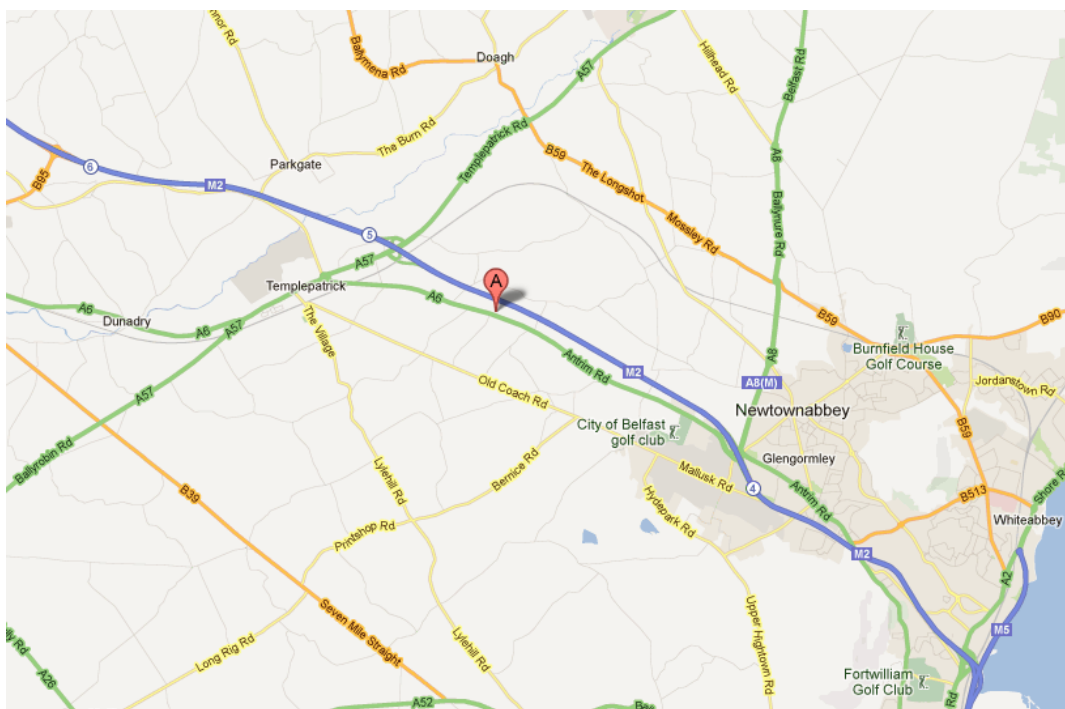 Ballymena Rd
Doagh
A57
Hillhead Rd
Belfast Rd
The Burn Rd
Templepatrick Rd
B59
A8
6
B95
M2
Parkgate
The Longshot
Mossley Rd
Ballynure Rd
5
A57
Templepatrick
A
A6
A6
Dunadry
A6
A57
The Village
B59
B90
A8
Burnfield House
Golf Course
M2
Antrim Rd
A8(M)
Jordanstown Rd
A57
Old Coach Rd
Newtownabbey
City of Belfast
golf club
B59
Ballyrobin Rd
Glengormley
Mallusk Rd
Lylehill Rd
Bernice Rd
4
B39
Hydepark Rd
Antrim Rd
B513
Shore R
Whiteabbey
Printshop Rd
M2
A2
Seven Mile Straight
Upper Hightown Rd
M5
Long Rig Rd
Lylehill Rd
A26
Fortwilliam
Golf Club
A52
Rd